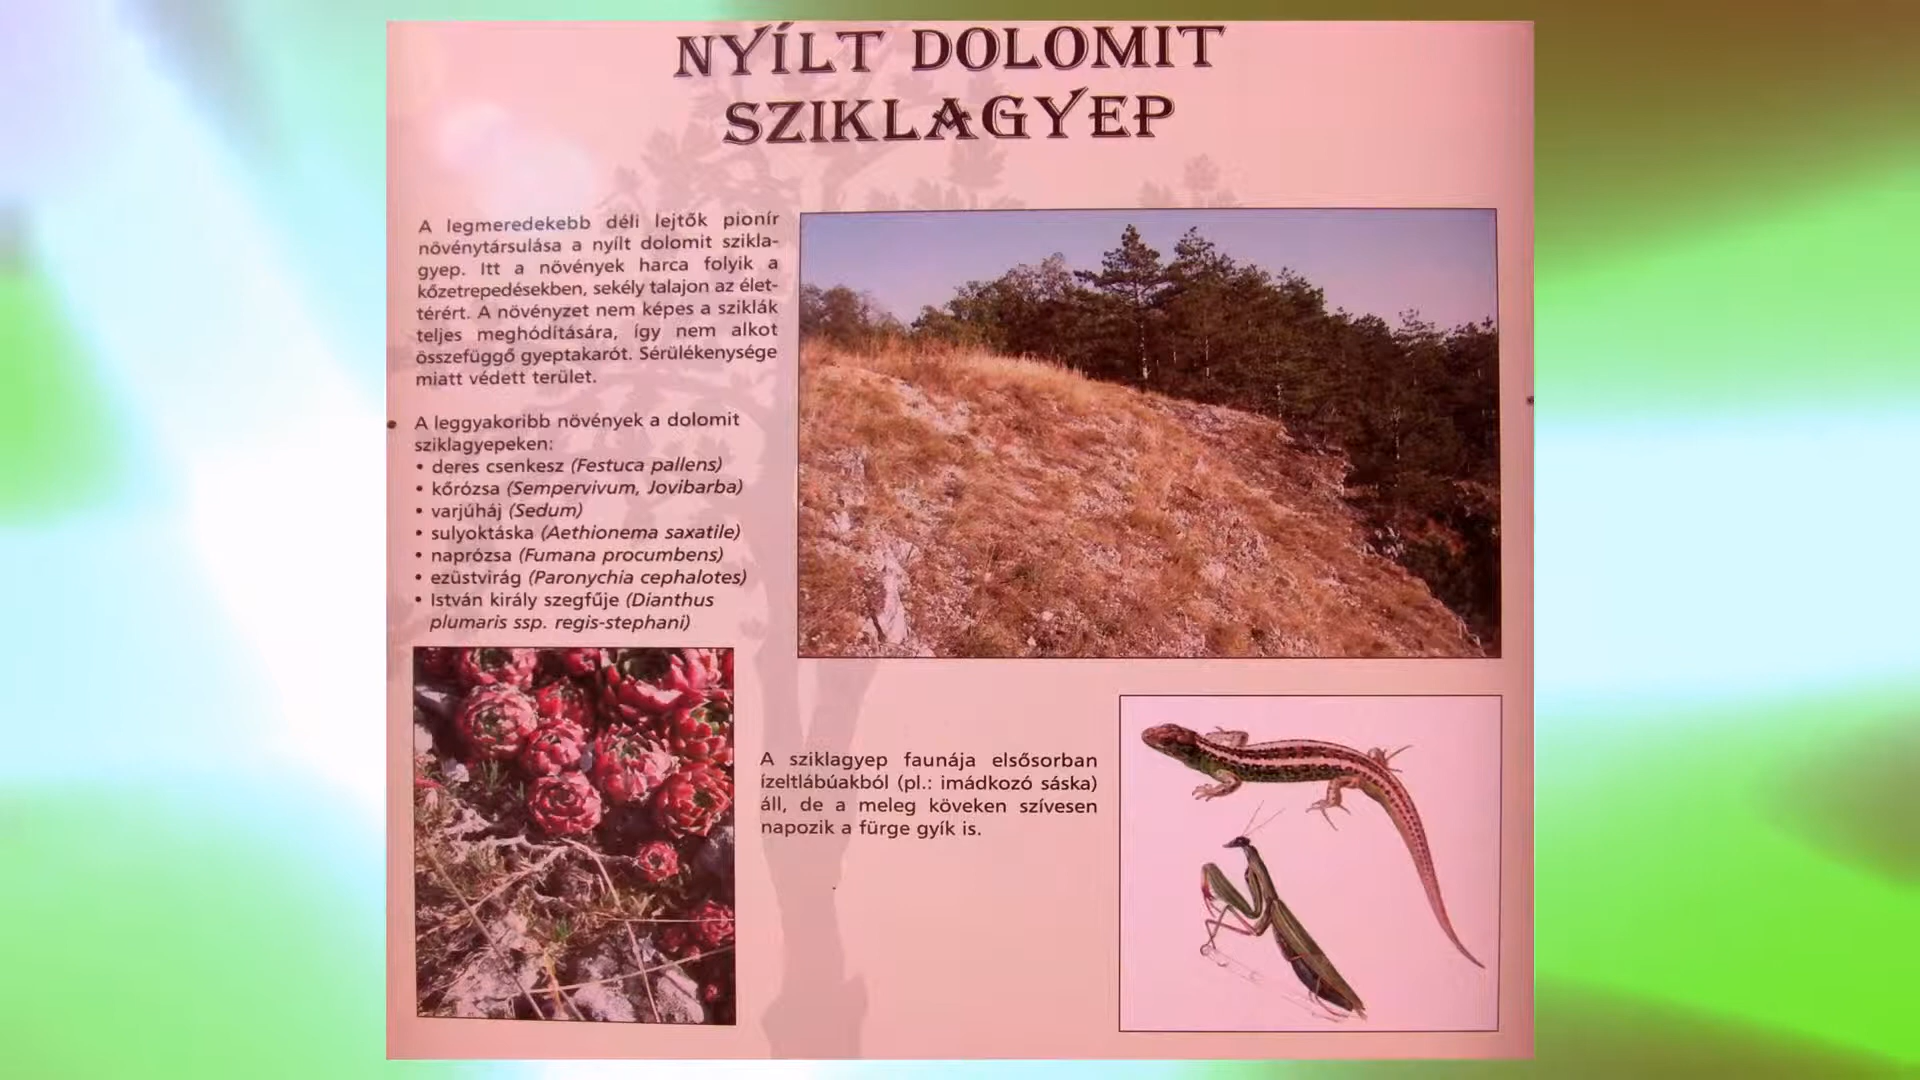 NYÍLT DOLOMIT
SZIKLAGYEP
A legmeredekebb déli lejtők pionír
növénytársulása a nyílt dolomit szikla-
gyep. Itt a növények harca folyik a
kőzetrepedésekben, sekély talajon az élet-
térért. A növényzet nem képes a sziklák
teljes meghódítására, így nem alkot
összefüggő gyeptakarót. Sérülékenysége
miatt védett terület.
A leggyakoribb növények a dolomit
sziklagyepeken:
• deres csenkesz (Festuca pallens)
• kőrózsa (Sempervivum, Jovibarba)
• varjúháj (Sedum)
• sulyoktáska (Aethionema saxatile)
• naprózsa (Fumana procumbens)
• ezüstvirág (Paronychia cephalotes)
• István király szegfűje (Dianthus
plumaris ssp. regis-stephani)
A sziklagyep faunája elsősorban
ízeltlábúakból (pl.: imádkozó sáska)
áll, de a meleg köveken szívesen
napozik a fürge gyík is.